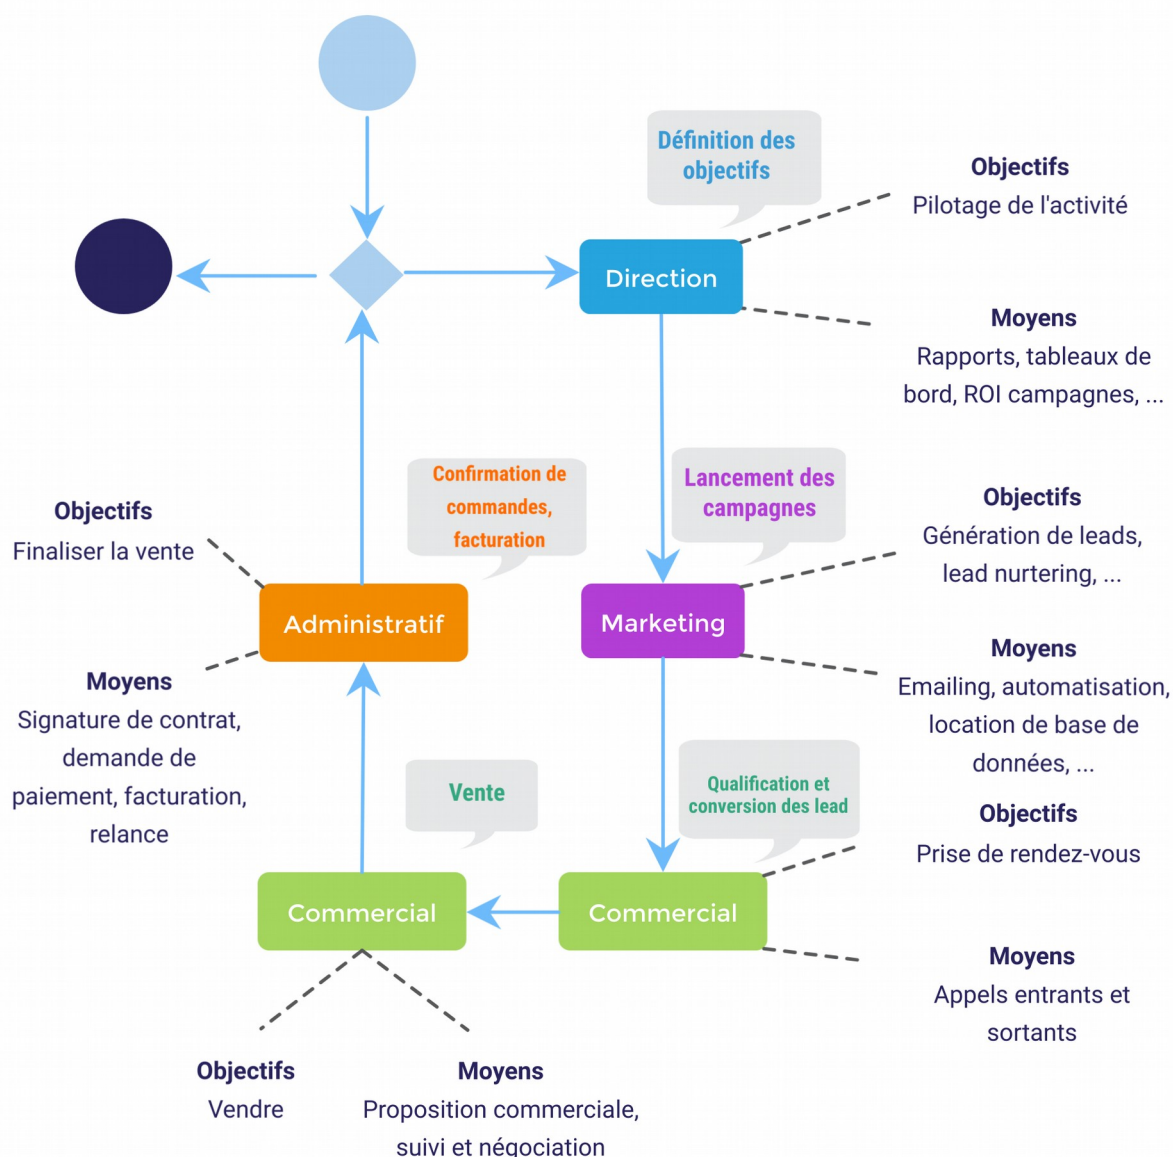 Définition des
objectifs
Objectifs
Pilotage de l'activité
Direction
Moyens
Rapports, tableaux de
bord, ROI campagnes, ...
Lancement des
campagnes
Objectifs
Génération de leads,
lead nurtering, ...
Marketing
Moyens
Emailing, automatisation,
location de base de
données, ...
Qualification et
conversion des lead
Objectifs
Prise de rendez-vous
Commercial
Moyens
Appels entrants et
sortants
Vente
Commercial
Objectifs
Vendre
Moyens
Proposition commerciale,
suivi et négociation
Confirmation de
commandes,
facturation
Objectifs
Finaliser la vente
Administratif
Moyens
Signature de contrat,
demande de
paiement, facturation,
relance